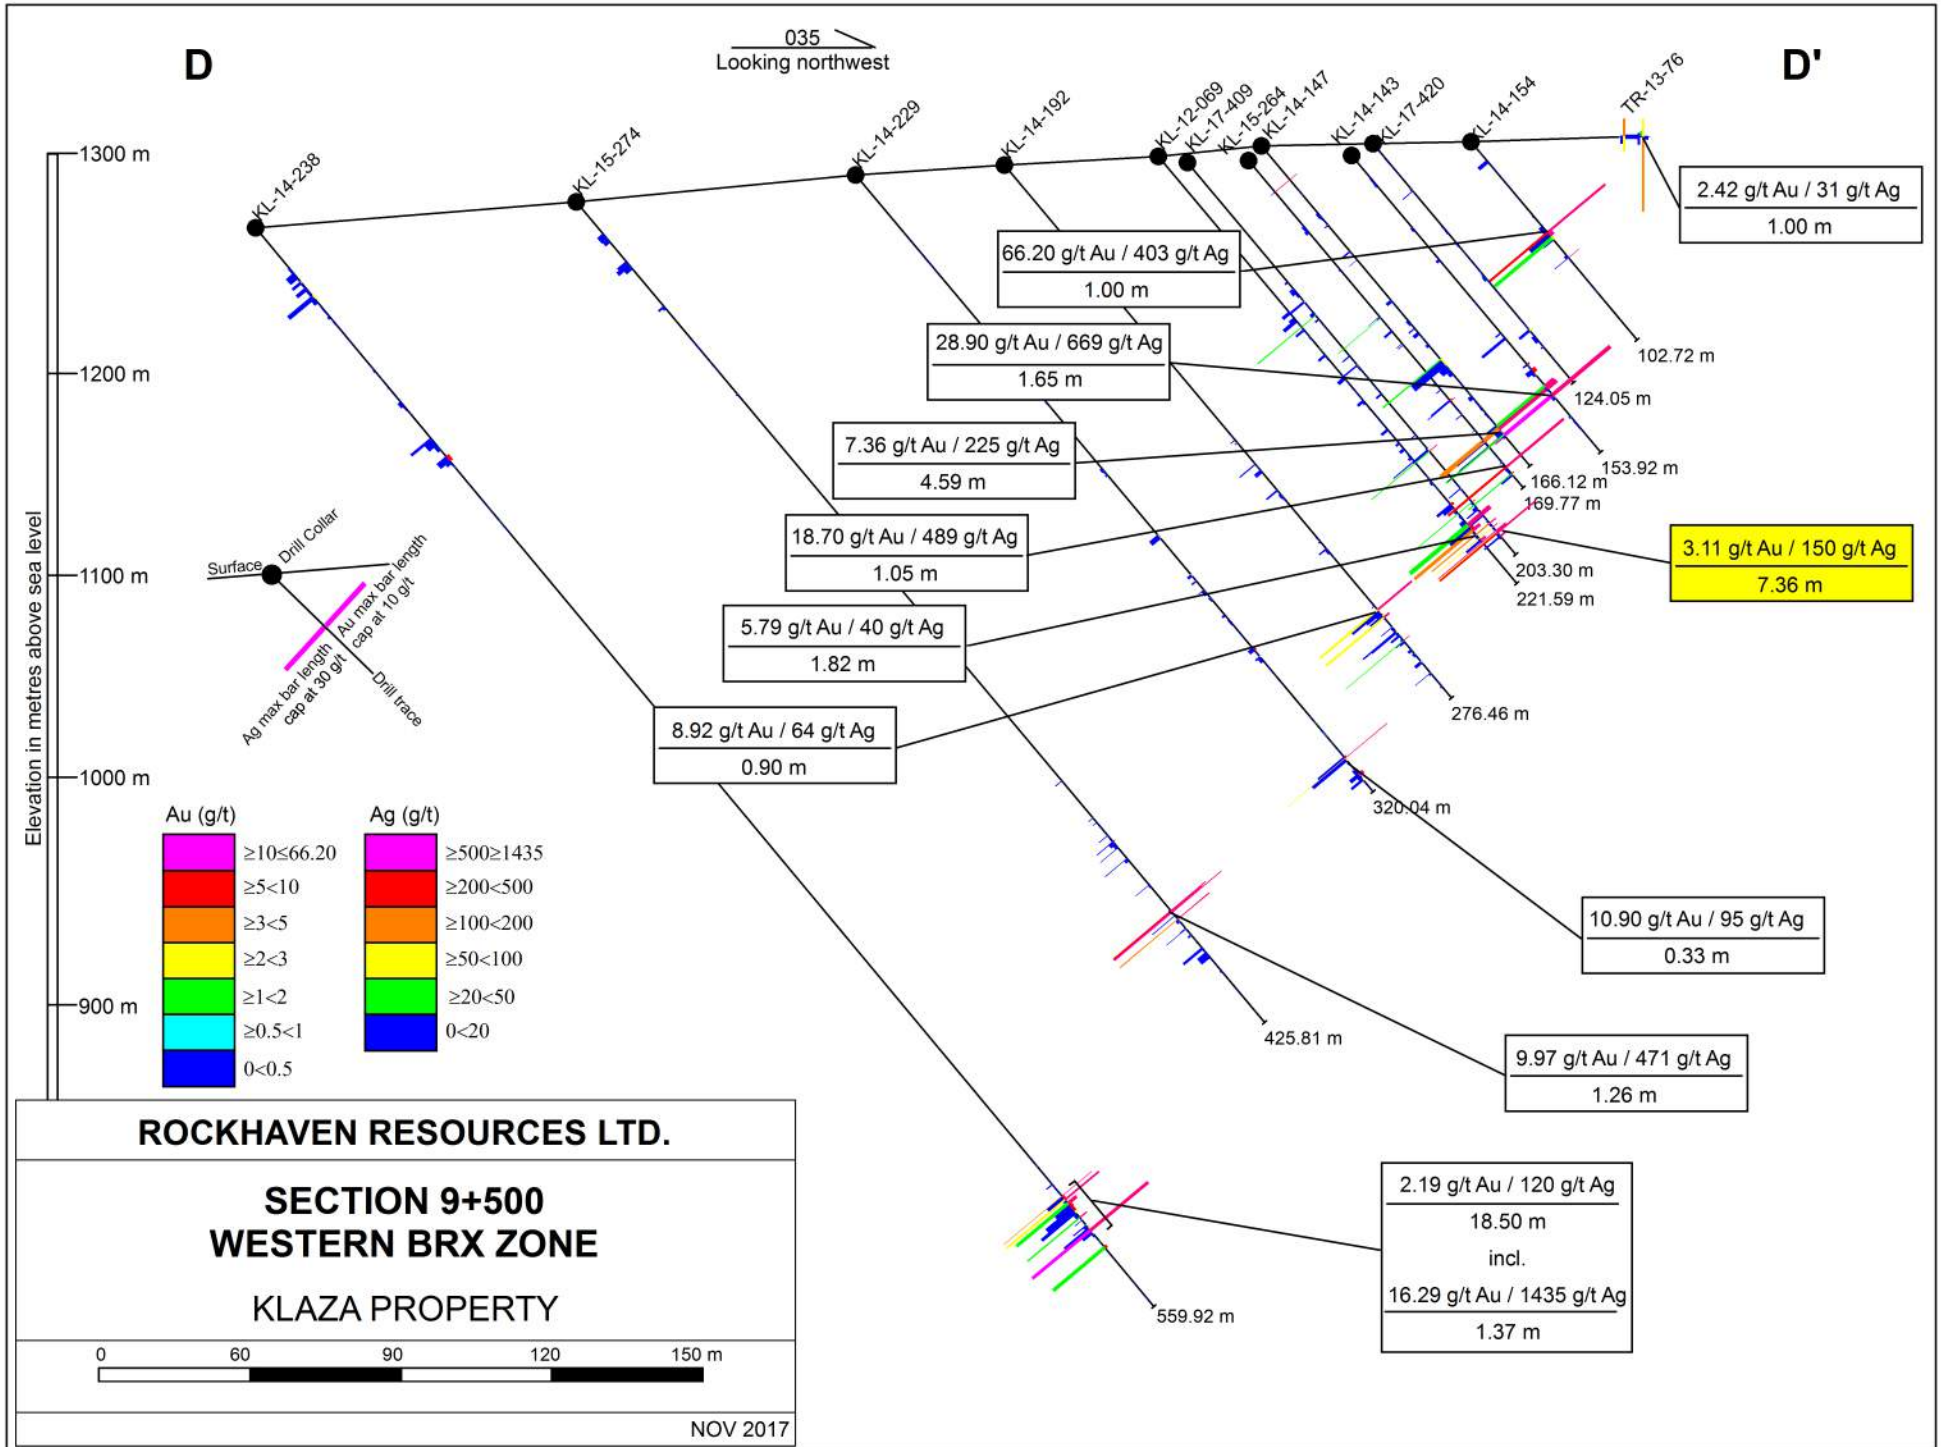 D
035
Looking northwest
D'
KL-14-238
KL-15-274
KL-14-229
KL-14-192
KL-12-069
KL-17-409
KL-15-264
KL-14-147
KL-14-143
KL-17-420
KL-14-154
TR-13-76
1300 m
1200 m
1100 m
1000 m
900 m
Elevation in metres above sea level
2.42 g/t Au / 31 g/t Ag
1.00 m
66.20 g/t Au / 403 g/t Ag
1.00 m
28.90 g/t Au / 669 g/t Ag
1.65 m
7.36 g/t Au / 225 g/t Ag
4.59 m
18.70 g/t Au / 489 g/t Ag
1.05 m
5.79 g/t Au / 40 g/t Ag
1.82 m
8.92 g/t Au / 64 g/t Ag
0.90 m
3.11 g/t Au / 150 g/t Ag
7.36 m
10.90 g/t Au / 95 g/t Ag
0.33 m
9.97 g/t Au / 471 g/t Ag
1.26 m
2.19 g/t Au / 120 g/t Ag
18.50 m
incl.
16.29 g/t Au / 1435 g/t Ag
1.37 m
102.72 m
124.05 m
153.92 m
166.12 m
169.77 m
203.30 m
221.59 m
276.46 m
320.04 m
425.81 m
559.92 m
Surface
Drill Collar
Au max bar length
cap at 10 g/t
Ag max bar length
cap at 30 g/t
Drill trace
Au (g/t)
≥10≤66.20
≥5<10
≥3<5
≥2<3
≥1<2
≥0.5<1
0<0.5
Ag (g/t)
≥500≥1435
≥200<500
≥100<200
≥50<100
≥20<50
0<20
ROCKHAVEN RESOURCES LTD.
SECTION 9+500
WESTERN BRX ZONE
KLAZA PROPERTY
0 60 90 120 150 m
NOV 2017